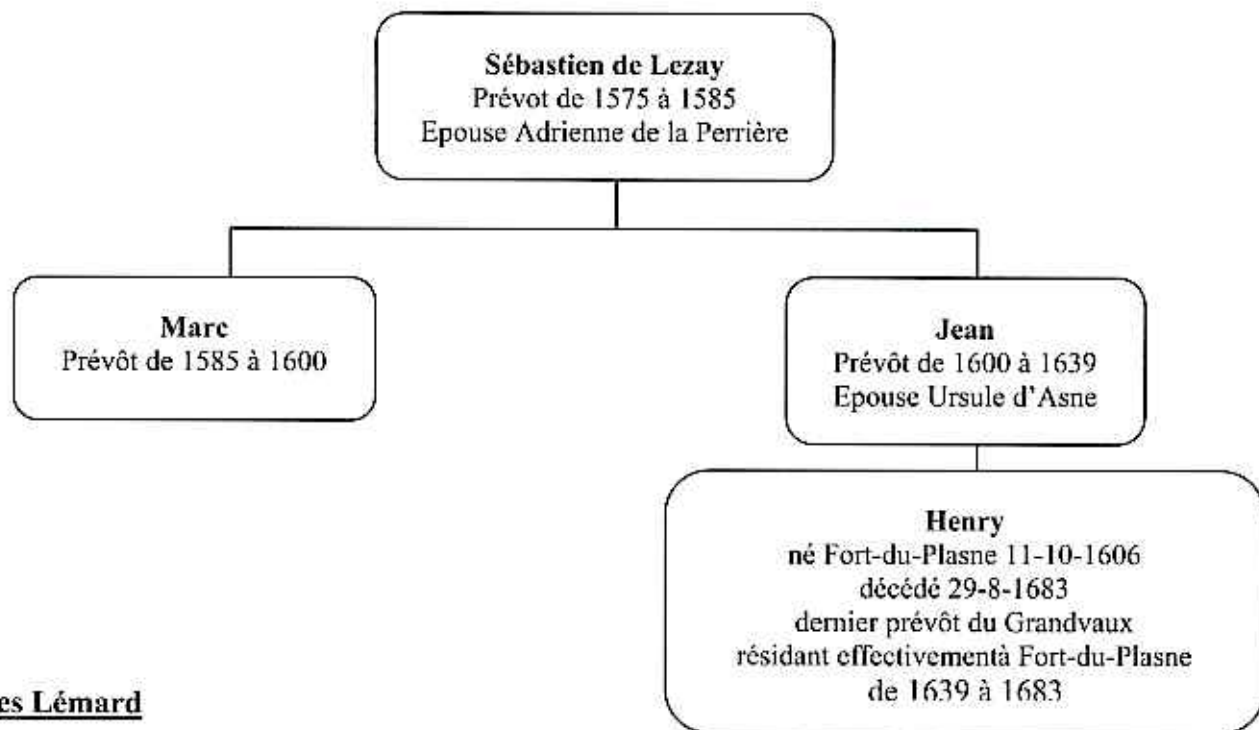 Sébastien de Lezay
Prévot de 1575 à 1585
Epouse Adrienne de la Perrière
Marc
Prévôt de 1585 à 1600
Jean
Prévôt de 1600 à 1639
Epouse Ursule d'Asne
Henry
né Fort-du-Plasne 11-10-1606
décédé 29-8-1683
dernier prévôt du Grandvaux
résidant effectivementà Fort-du-Plasne
de 1639 à 1683
es Lémard